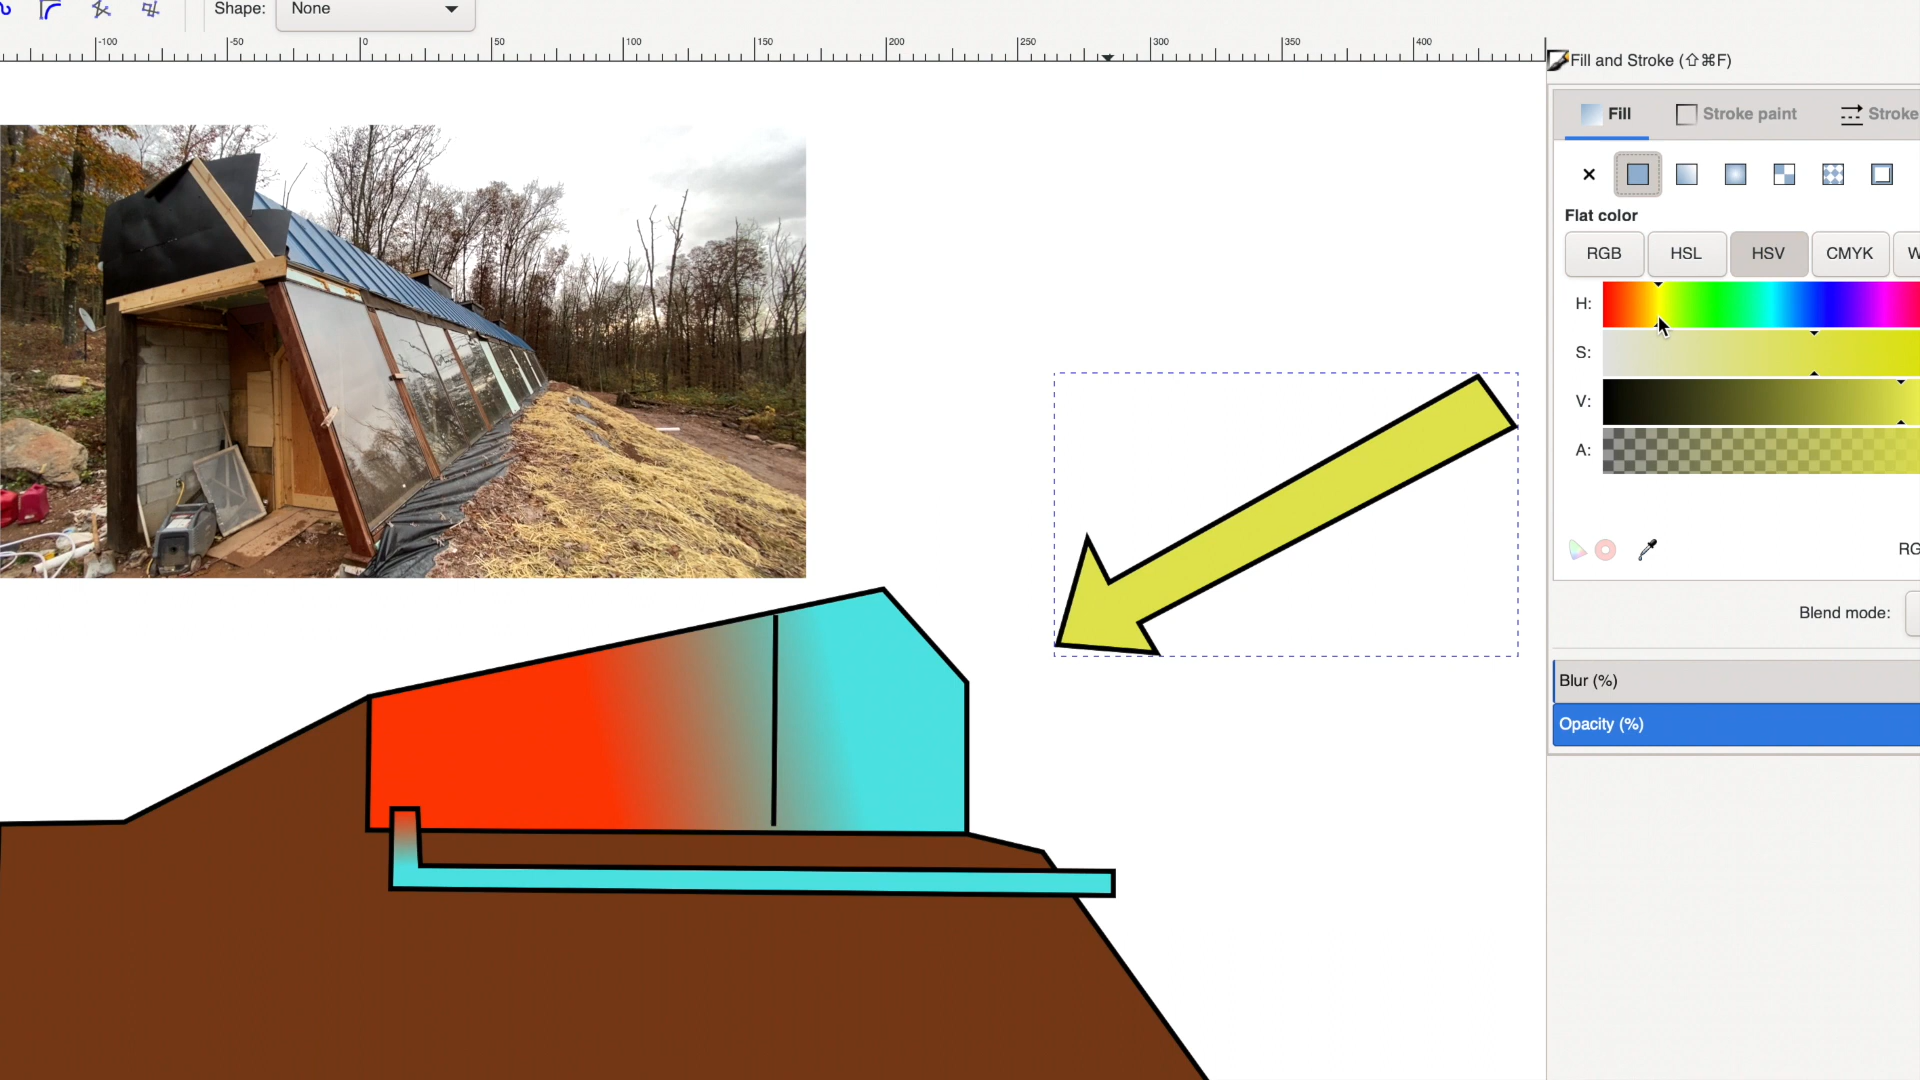 Shape: None
-100 -50 0 50 100 150 200 250 300 350 400
Fill and Stroke (⇧⌘F)
Fill Stroke paint Stroke
Flat color
RGB HSL HSV CMYK
H:
S:
V:
A:
Blend mode:
Blur (%)
Opacity (%)